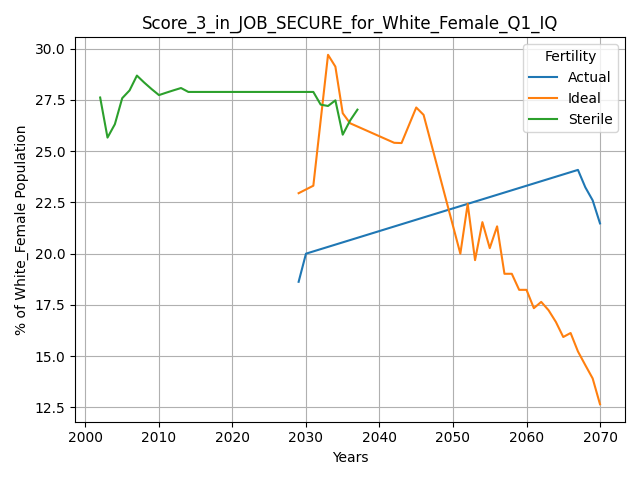 Score_3_in_JOB_SECURE_for_White_Female_Q1_IQ
Fertility
Actual
Ideal
Sterile
% of White_Female Population
30.0
27.5
25.0
22.5
20.0
17.5
15.0
12.5
2000 2010 2020 2030 2040 2050 2060 2070
Years